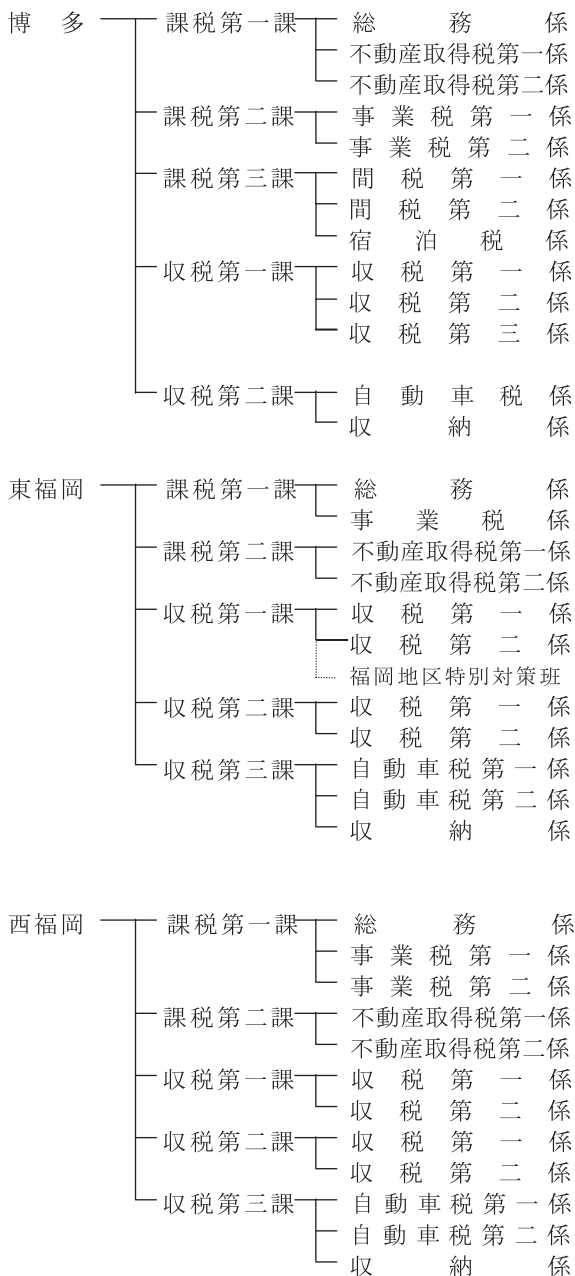 博多 課税第一課 総務係
不動産取得税第一係
不動産取得税第二係
課税第二課 事業税第一係
事業税第二係
課税第三課 間税第一係
間税第二係
宿泊税係
収税第一課 収税第一係
収税第二係
収税第三係
収税第二課 自動車税係
収納係
東福岡 課税第一課 総務係
事業税係
課税第二課 不動産取得税第一係
不動産取得税第二係
収税第一課 収税第一係
収税第二係
福岡地区特別対策班
収税第二課 収税第一係
収税第二係
収税第三課 自動車税第一係
自動車税第二係
収納係
西福岡 課税第一課 総務係
事業税第一係
事業税第二係
課税第二課 不動産取得税第一係
不動産取得税第二係
収税第一課 収税第一係
収税第二係
収税第二課 収税第一係
収税第二係
収税第三課 自動車税第一係
自動車税第二係
収納係